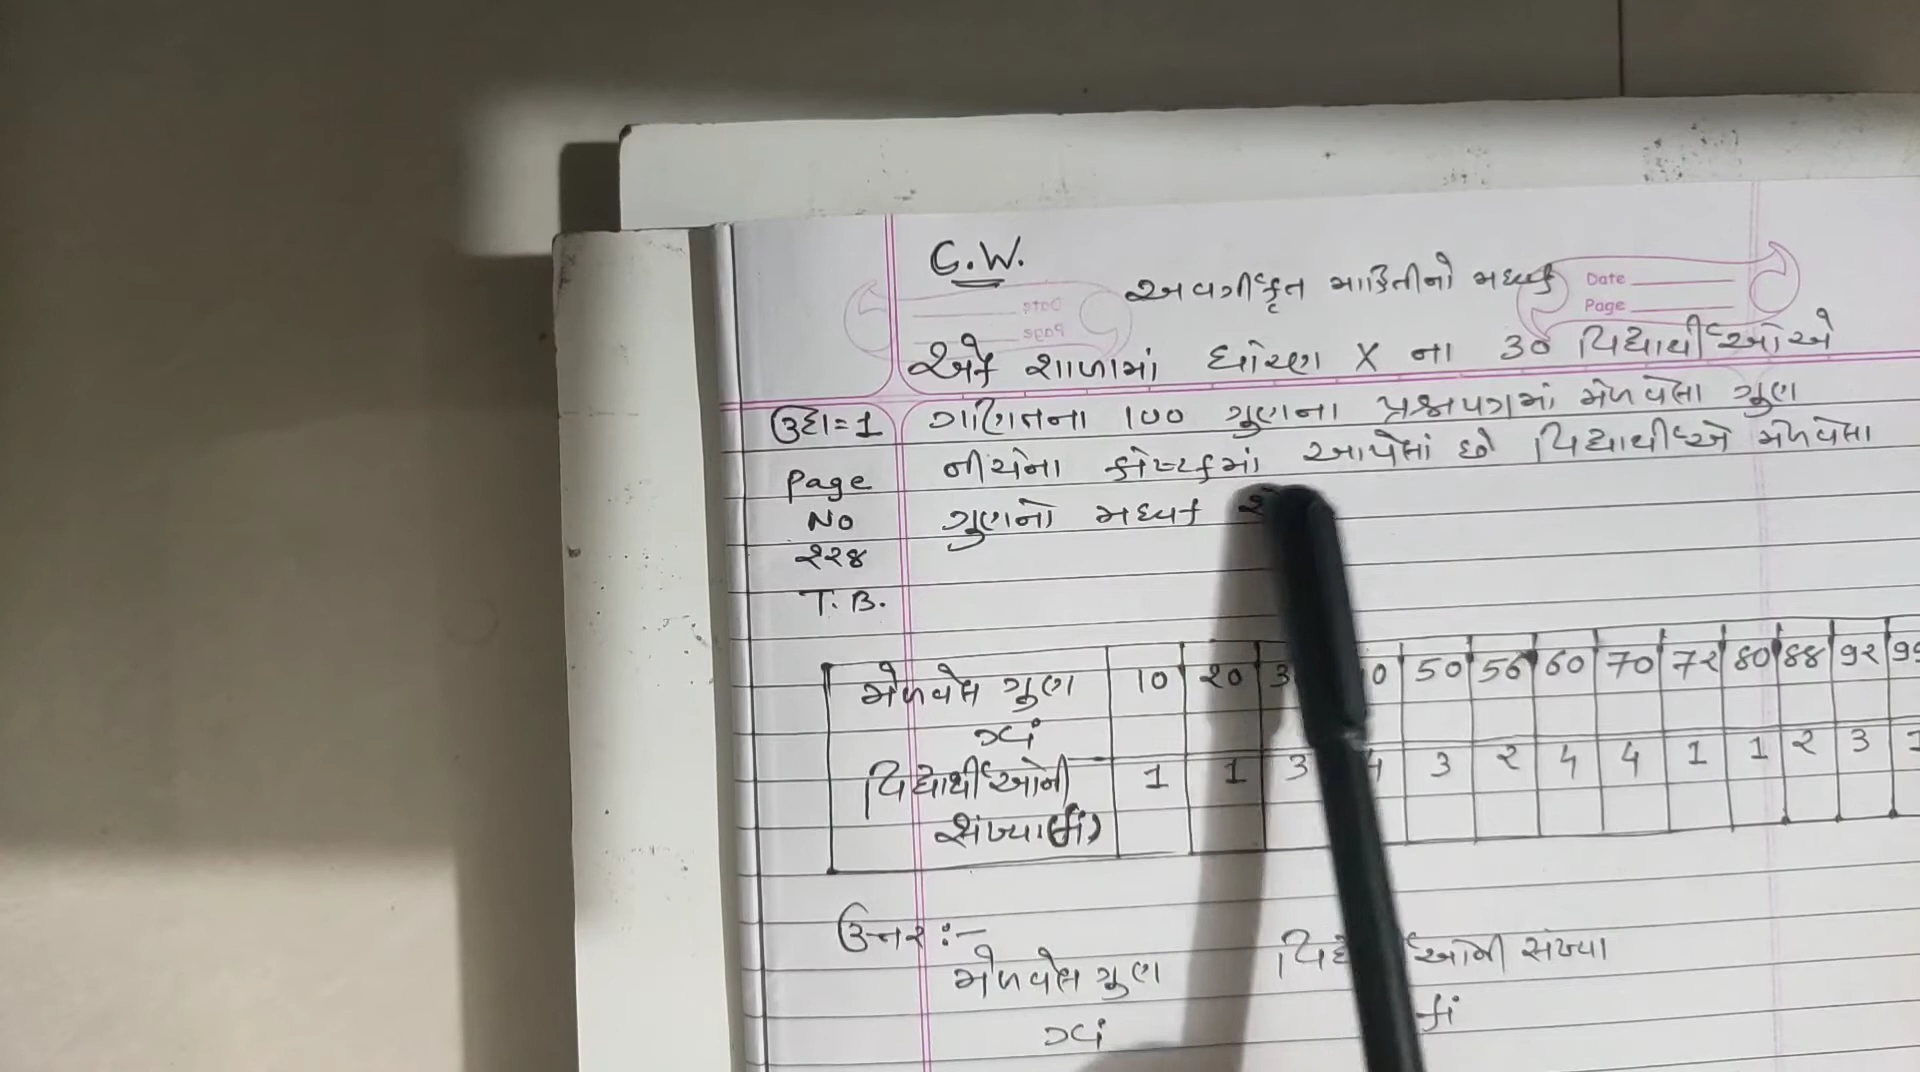 C.W.
અવર્ગીકૃત માહિતીનો મધ્યક
Date
Page
એક શાળામાં ધોરણ X ના 30 વિદ્યાર્થીઓએ
ઉદા=1 ગણિતના 100 ગુણના પ્રશ્નપત્રમાં મેળવેલા ગુણ
Page નીચેના કોષ્ટકમાં આપેલાં છે વિદ્યાર્થીએ મેળવેલા
No ગુણનો મધ્યક
૨૨૪
T.B.
મેળવેલ ગુણ 10 ૨0 50 56 60 70 7૨ 80 88 9૨
xi
વિદ્યાર્થીઓની 1 1 3 4 3 ૨ 4 4 1 1 ૨ 3 1
સંખ્યા(fi)
ઉત્તર :-
મેળવેલ ગુણ સંખ્યા
xi fi